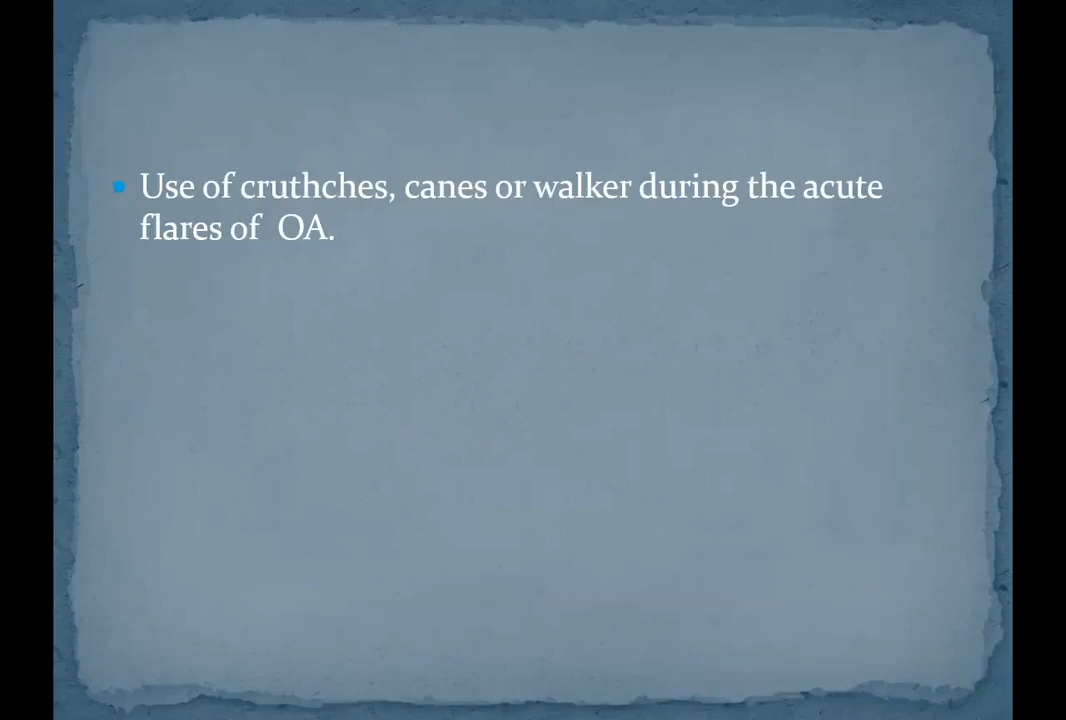 Use of cruthches, canes or walker during the acute
flares of  OA.